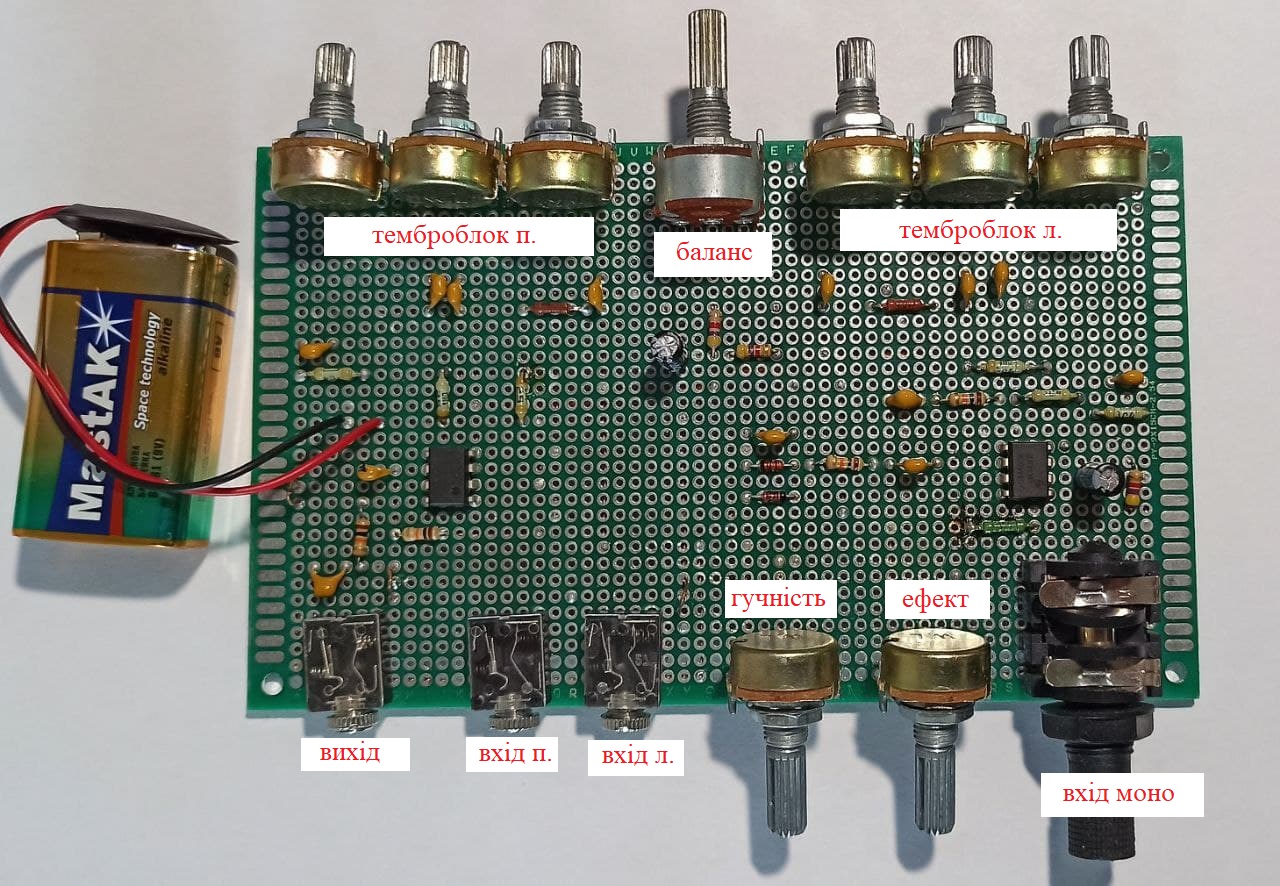 темброблок п.
баланс
темброблок л.
MastAK
Space technology
alkaline
гучність
ефект
вихід
вхід п.
вхід л.
вхід моно